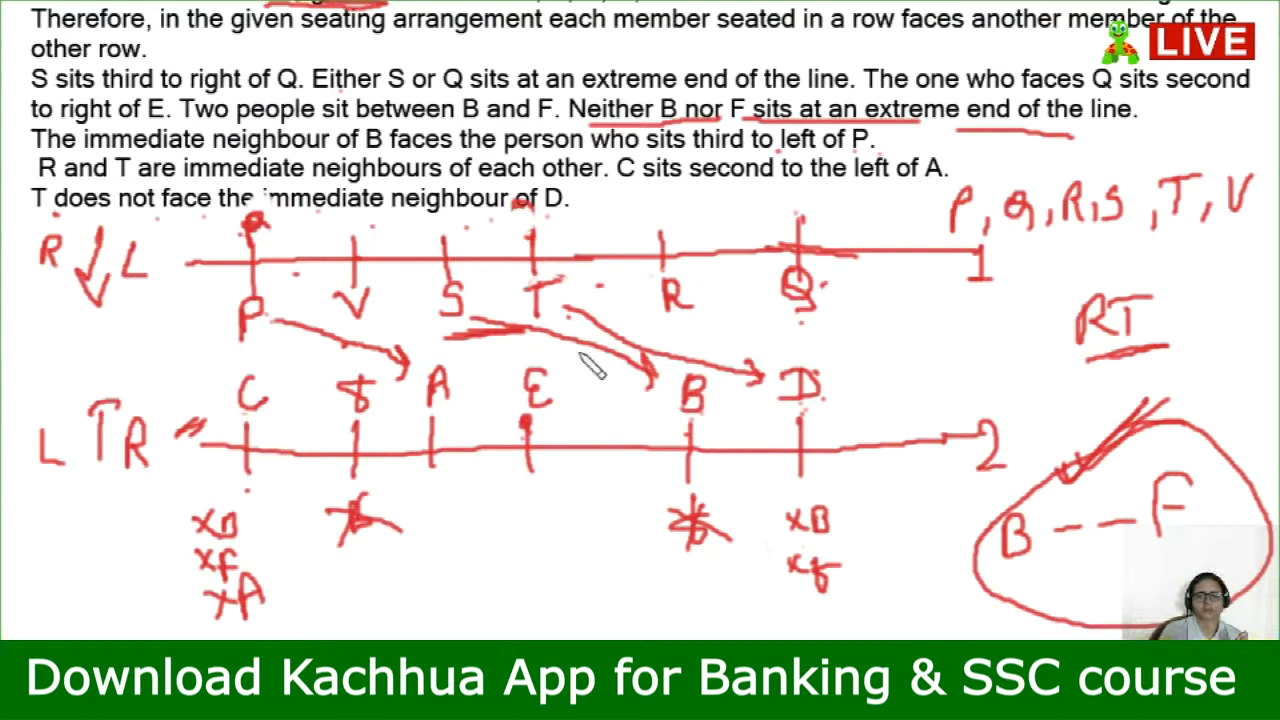 Therefore, in the given seating arrangement each member seated in a row faces another member of the
other row.
LIVE
S sits third to right of Q. Either S or Q sits at an extreme end of the line. The one who faces Q sits second
to right of E. Two people sit between B and F. Neither B nor F sits at an extreme end of the line.
The immediate neighbour of B faces the person who sits third to left of P.
R and T are immediate neighbours of each other. C sits second to the left of A.
T does not face the immediate neighbour of D.
P, Q, R, S, T, V
R L 1
P V S T R Q
RT
C f A E B D
L R 2
B -- F
xB xB
xf xf
xA
Download Kachhua App for Banking & SSC course